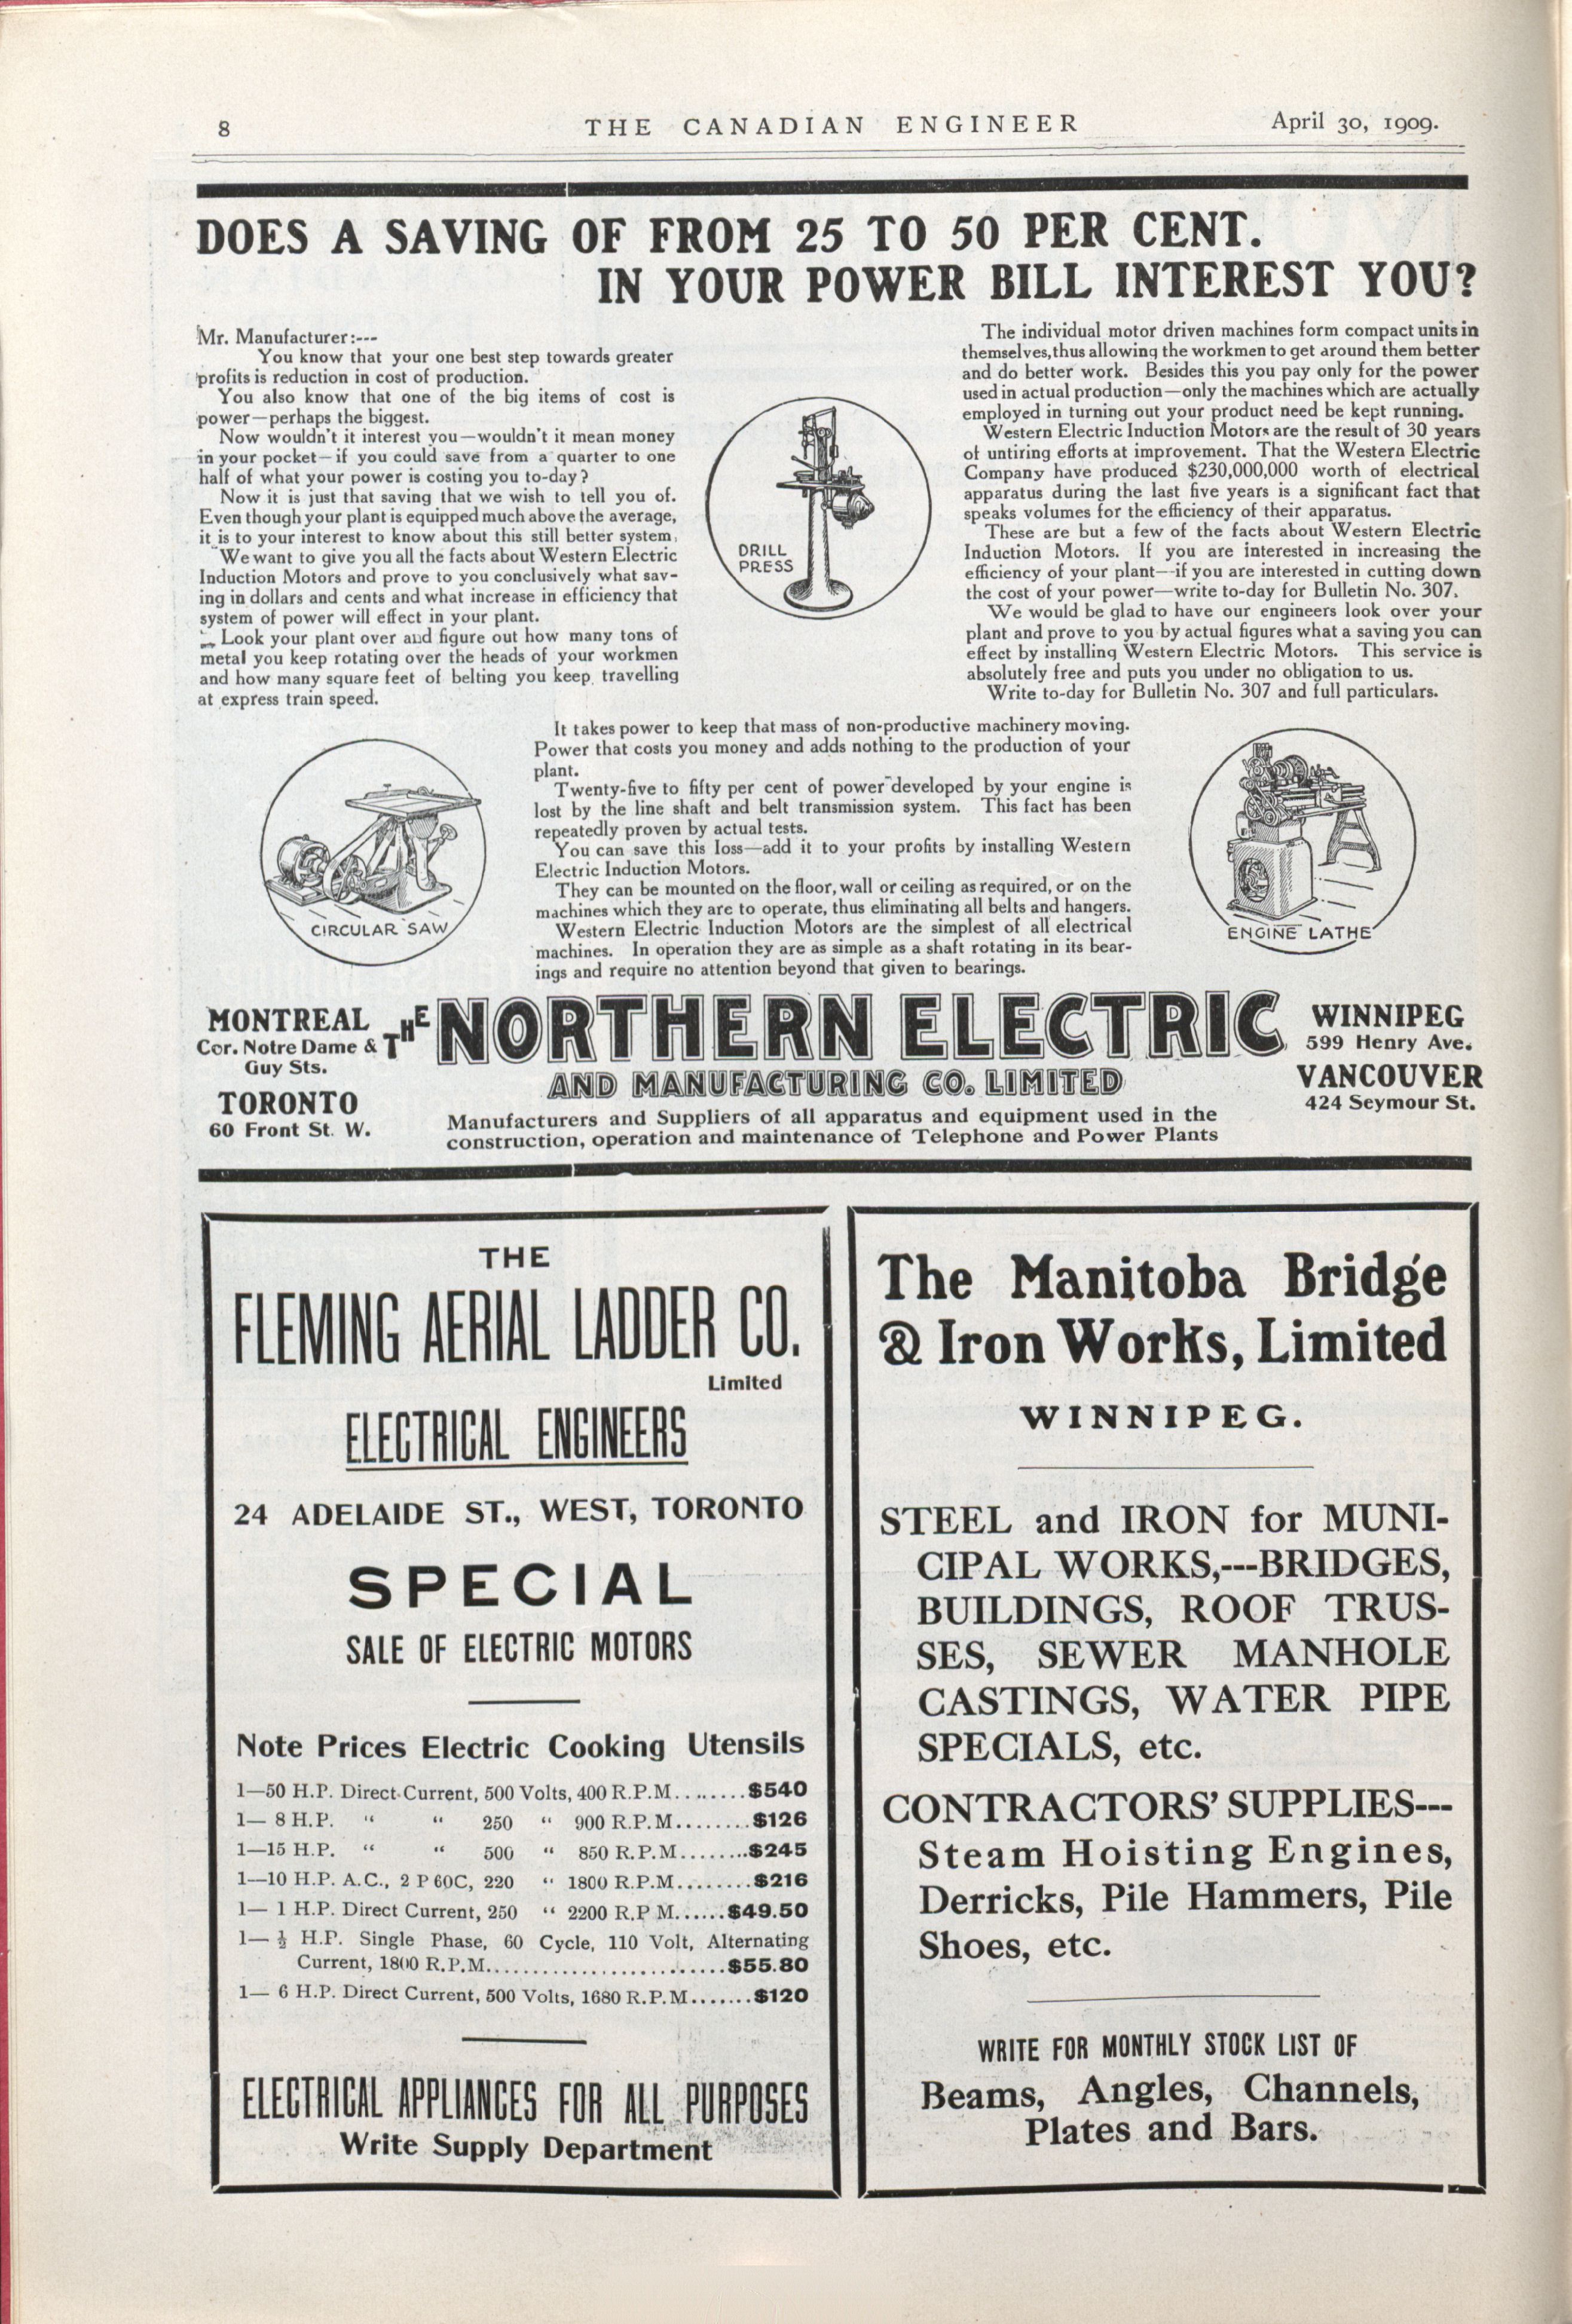 8
THE CANADIAN ENGINEER
April 30, 1909.
DOES A SAVING OF FROM 25 TO 50 PER CENT.
IN YOUR POWER BILL INTEREST YOU?
Mr. Manufacturer:---
You know that your one best step towards greater
profits is reduction in cost of production.
You also know that one of the big items of cost is
power—perhaps the biggest.
Now wouldn't it interest you—wouldn't it mean money
in your pocket—if you could save from a quarter to one
half of what your power is costing you to-day?
Now it is just that saving that we wish to tell you of.
Even though your plant is equipped much above the average,
it is to your interest to know about this still better system.
We want to give you all the facts about Western Electric
Induction Motors and prove to you conclusively what sav-
ing in dollars and cents and what increase in efficiency that
system of power will effect in your plant.
Look your plant over and figure out how many tons of
metal you keep rotating over the heads of your workmen
and how many square feet of belting you keep travelling
at express train speed.
DRILL
PRESS
The individual motor driven machines form compact units in
themselves, thus allowing the workmen to get around them better
and do better work. Besides this you pay only for the power
used in actual production—only the machines which are actually
employed in turning out your product need be kept running.
Western Electric Induction Motors are the result of 30 years
of untiring efforts at improvement. That the Western Electric
Company have produced $230,000,000 worth of electrical
apparatus during the last five years is a significant fact that
speaks volumes for the efficiency of their apparatus.
These are but a few of the facts about Western Electric
Induction Motors. If you are interested in increasing the
efficiency of your plant—if you are interested in cutting down
the cost of your power—write to-day for Bulletin No. 307.
We would be glad to have our engineers look over your
plant and prove to you by actual figures what a saving you can
effect by installing Western Electric Motors. This service is
absolutely free and puts you under no obligation to us.
Write to-day for Bulletin No. 307 and full particulars.
It takes power to keep that mass of non-productive machinery moving.
Power that costs you money and adds nothing to the production of your
plant.
Twenty-five to fifty per cent of power developed by your engine is
lost by the line shaft and belt transmission system. This fact has been
repeatedly proven by actual tests.
You can save this loss—add it to your profits by installing Western
Electric Induction Motors.
They can be mounted on the floor, wall or ceiling as required, or on the
machines which they are to operate, thus eliminating all belts and hangers.
Western Electric Induction Motors are the simplest of all electrical
machines. In operation they are as simple as a shaft rotating in its bear-
ings and require no attention beyond that given to bearings.
CIRCULAR SAW
ENGINE LATHE
MONTREAL
Cor. Notre Dame &
Guy Sts.
TORONTO
60 Front St. W.
THE NORTHERN ELECTRIC
AND MANUFACTURING CO. LIMITED
Manufacturers and Suppliers of all apparatus and equipment used in the
construction, operation and maintenance of Telephone and Power Plants
WINNIPEG
599 Henry Ave.
VANCOUVER
424 Seymour St.
THE
FLEMING AERIAL LADDER CO.
Limited
ELECTRICAL ENGINEERS
24 ADELAIDE ST., WEST, TORONTO
SPECIAL
SALE OF ELECTRIC MOTORS
Note Prices Electric Cooking Utensils
1—50 H.P. Direct Current, 500 Volts, 400 R.P.M........$540
1— 8 H.P. “ “ 250 “ 900 R.P.M........$126
1—15 H.P. “ “ 500 “ 850 R.P.M........$245
1—10 H.P. A.C., 2 P 60C, 220 “ 1800 R.P.M........$216
1— 1 H.P. Direct Current, 250 “ 2200 R.P M......$49.50
1— ½ H.P. Single Phase, 60 Cycle, 110 Volt, Alternating
Current, 1800 R.P.M..........................$55.80
1— 6 H.P. Direct Current, 500 Volts, 1680 R.P.M.......$120
ELECTRICAL APPLIANCES FOR ALL PURPOSES
Write Supply Department
The Manitoba Bridge
& Iron Works, Limited
WINNIPEG.
STEEL and IRON for MUNI-
CIPAL WORKS,---BRIDGES,
BUILDINGS, ROOF TRUS-
SES, SEWER MANHOLE
CASTINGS, WATER PIPE
SPECIALS, etc.
CONTRACTORS' SUPPLIES---
Steam Hoisting Engines,
Derricks, Pile Hammers, Pile
Shoes, etc.
WRITE FOR MONTHLY STOCK LIST OF
Beams, Angles, Channels,
Plates and Bars.